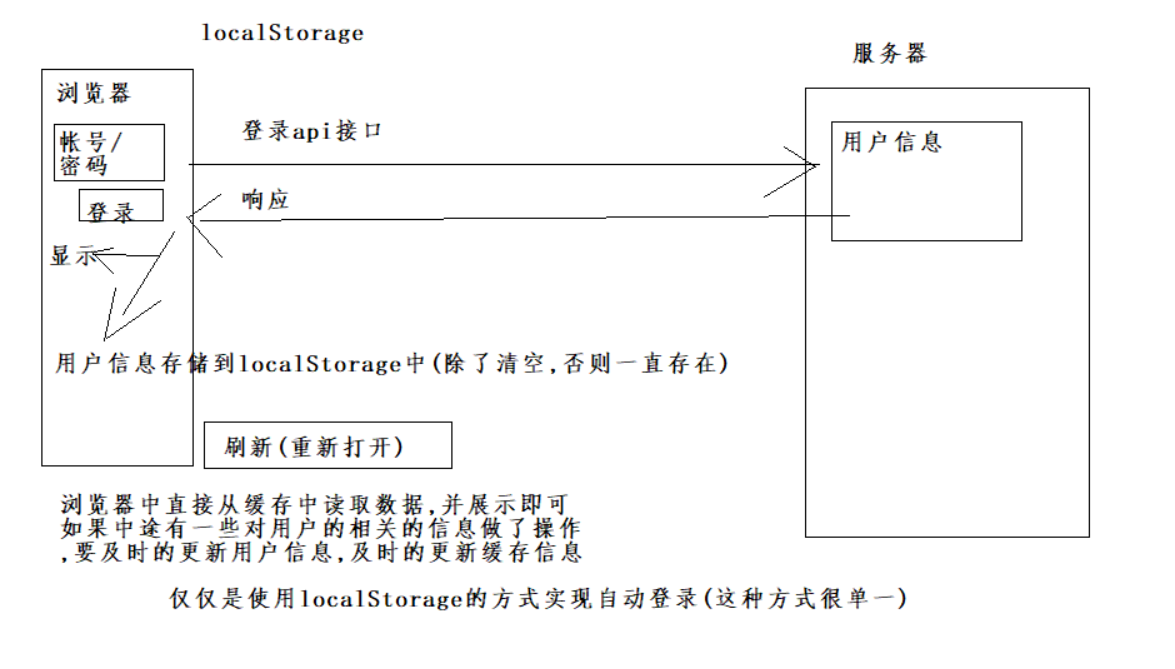 localStorage
服务器
浏览器
帐号/
密码
登录api接口
用户信息
登录
响应
显示
用户信息存储到localStorage中(除了清空,否则一直存在)
刷新(重新打开)
浏览器中直接从缓存中读取数据,并展示即可
如果中途有一些对用户的相关的信息做了操作
,要及时的更新用户信息,及时的更新缓存信息
仅仅是使用localStorage的方式实现自动登录(这种方式很单一)